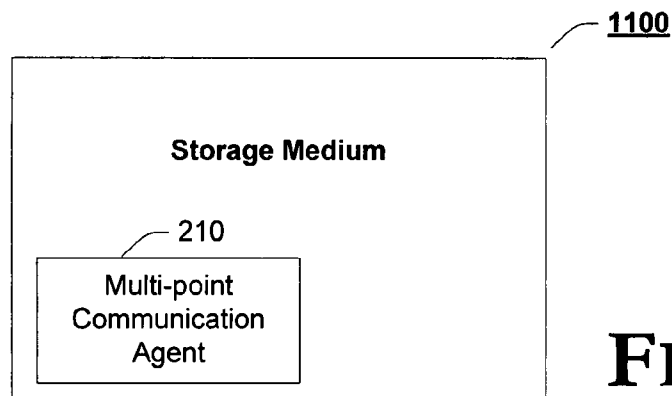 1100
Storage Medium
210
Multi-point
Communication
Agent